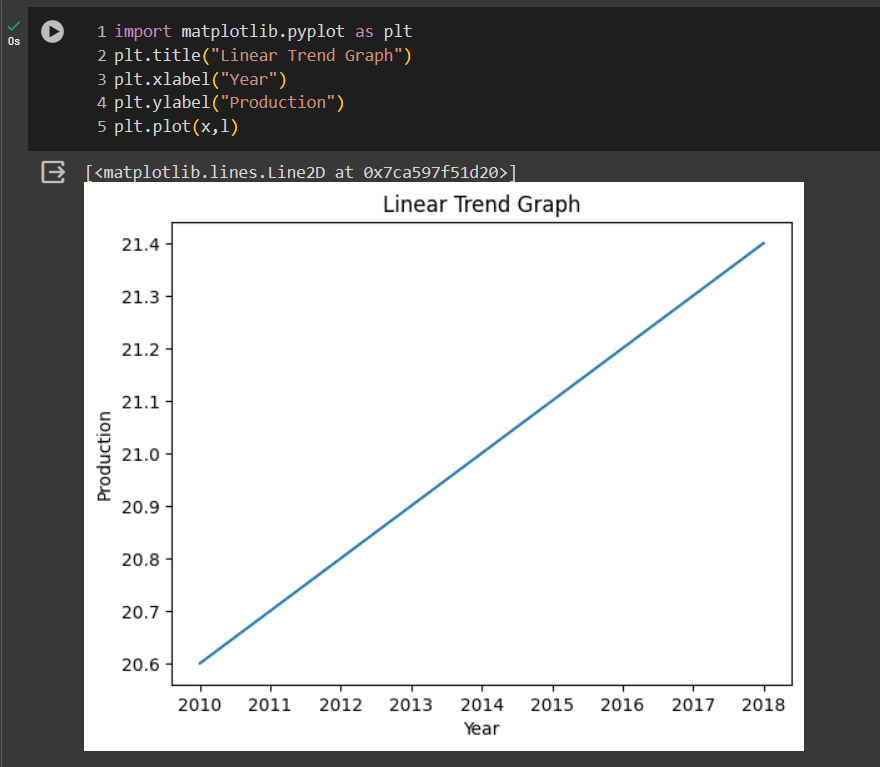 0s
1 import matplotlib.pyplot as plt
2 plt.title("Linear Trend Graph")
3 plt.xlabel("Year")
4 plt.ylabel("Production")
5 plt.plot(x,l)
[<matplotlib.lines.Line2D at 0x7ca597f51d20>]
Linear Trend Graph
21.4
21.3
21.2
21.1
21.0
20.9
20.8
20.7
20.6
Production
2010 2011 2012 2013 2014 2015 2016 2017 2018
Year